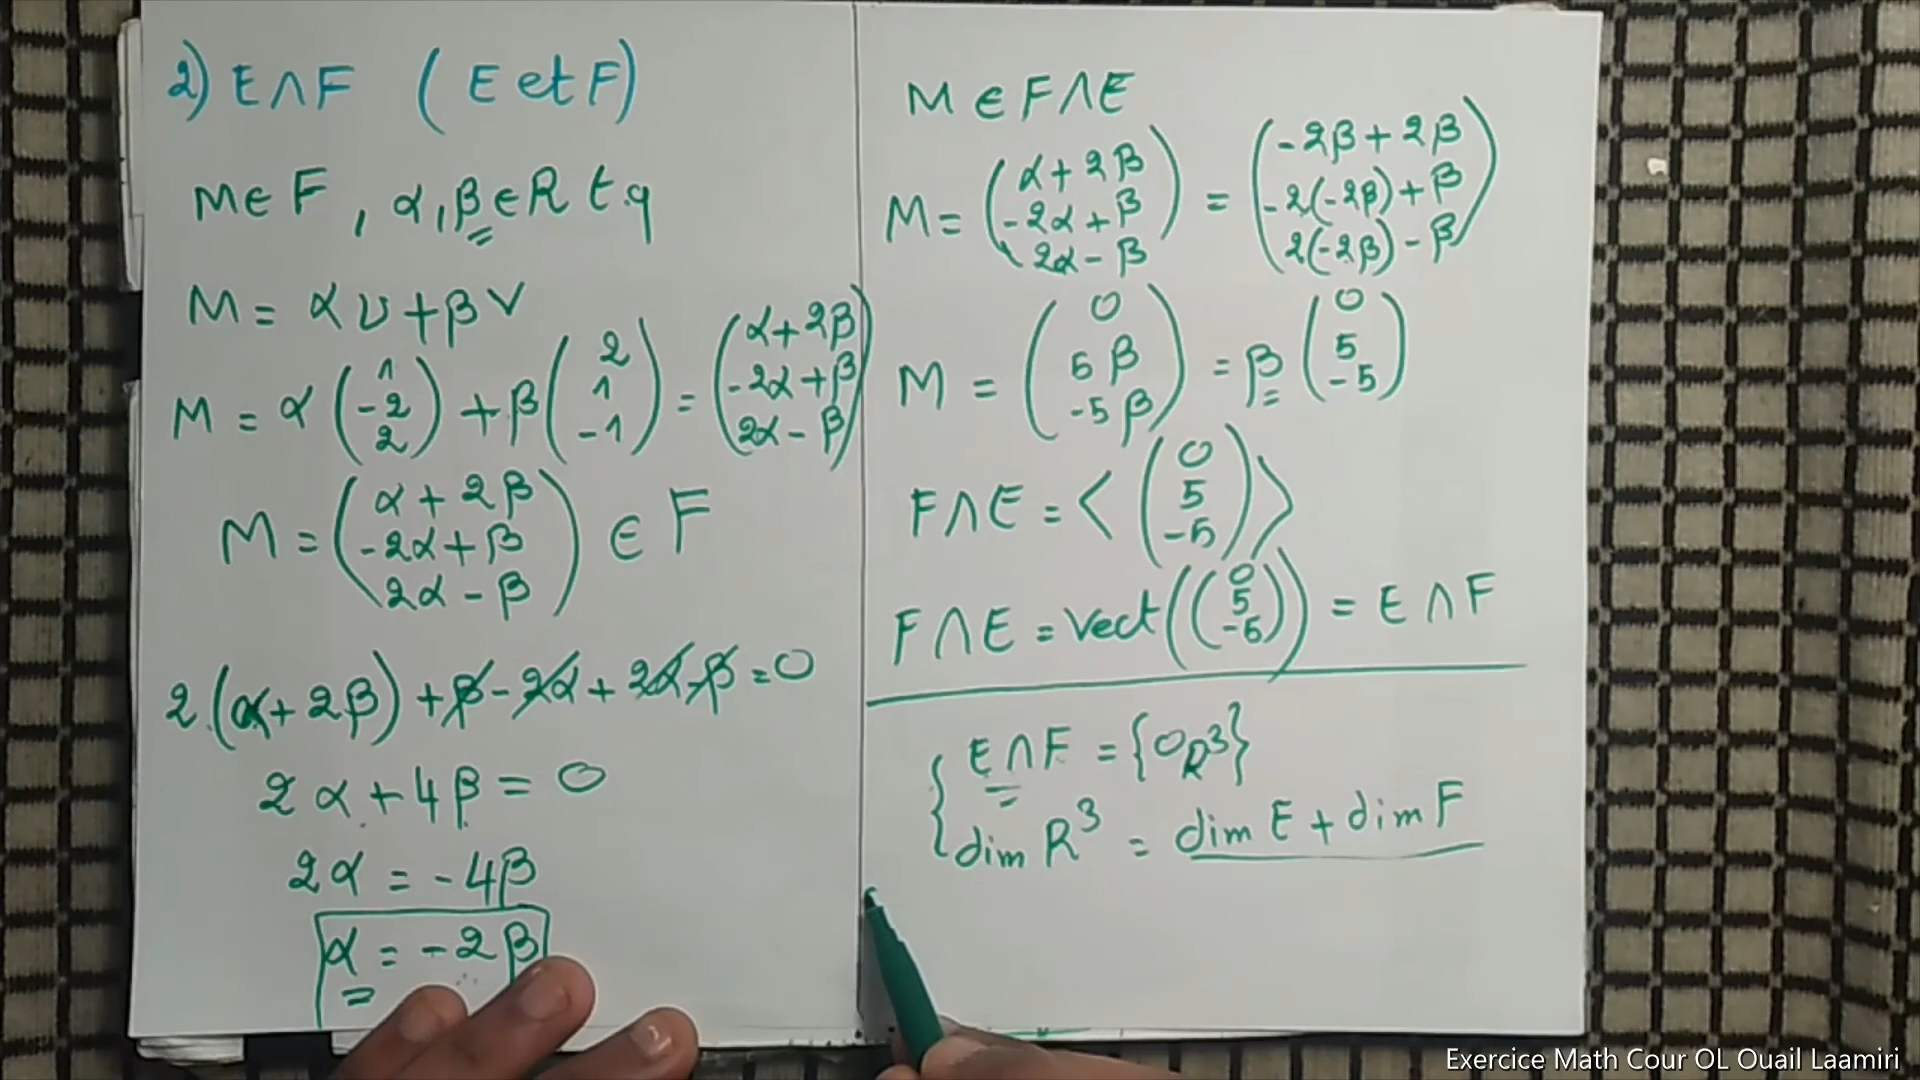 2) E∩F ( E et F)
M ∈ F , α,β ∈ R t.q
M = αU+βV
M = α(1 -2 2) + β(2 1 -1) = (α+2β -2α+β 2α-β)
M = (α+2β -2α+β 2α-β) ∈ F
2.(α+2β)+β-2α+2α-β=0
2α+4β = 0
2α = -4β
α = -2β
M ∈ F∩E
M = (α+2β -2α+β 2α-β) = (-2β+2β -2(-2β)+β 2(-2β)-β)
M = (0 5β -5β) = β(0 5 -5)
F∩E = <(0 5 -5)>
F∩E = Vect((0 5 -5)) = E∩F
{ E∩F = {0R³}
dim R³ = dim E + dim F
Exercice Math Cour OL Ouail Laamiri